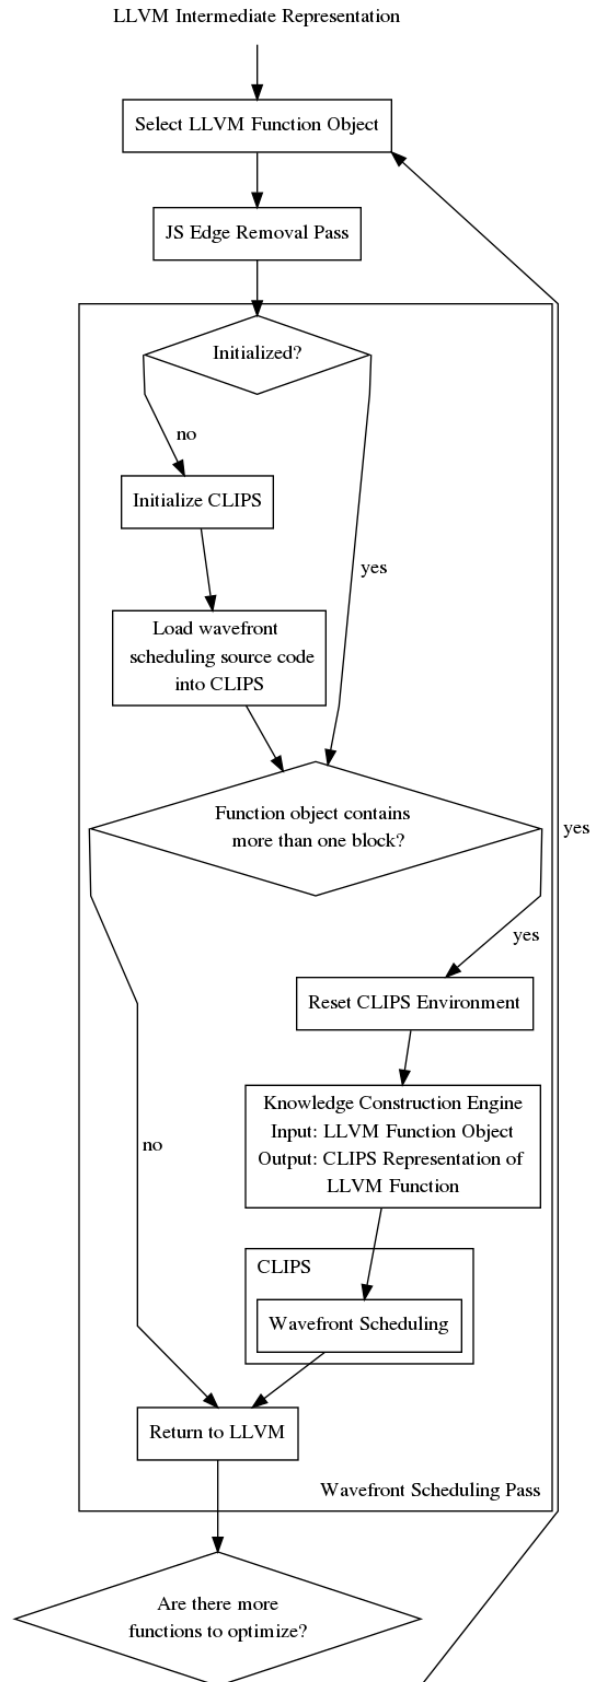 LLVM Intermediate Representation
Select LLVM Function Object
JS Edge Removal Pass
Initialized?
no
Initialize CLIPS
yes
Load wavefront
scheduling source code
into CLIPS
Function object contains
more than one block?
yes
yes
Reset CLIPS Environment
Knowledge Construction Engine
Input: LLVM Function Object
Output: CLIPS Representation of
LLVM Function
no
CLIPS
Wavefront Scheduling
Return to LLVM
Wavefront Scheduling Pass
Are there more
functions to optimize?